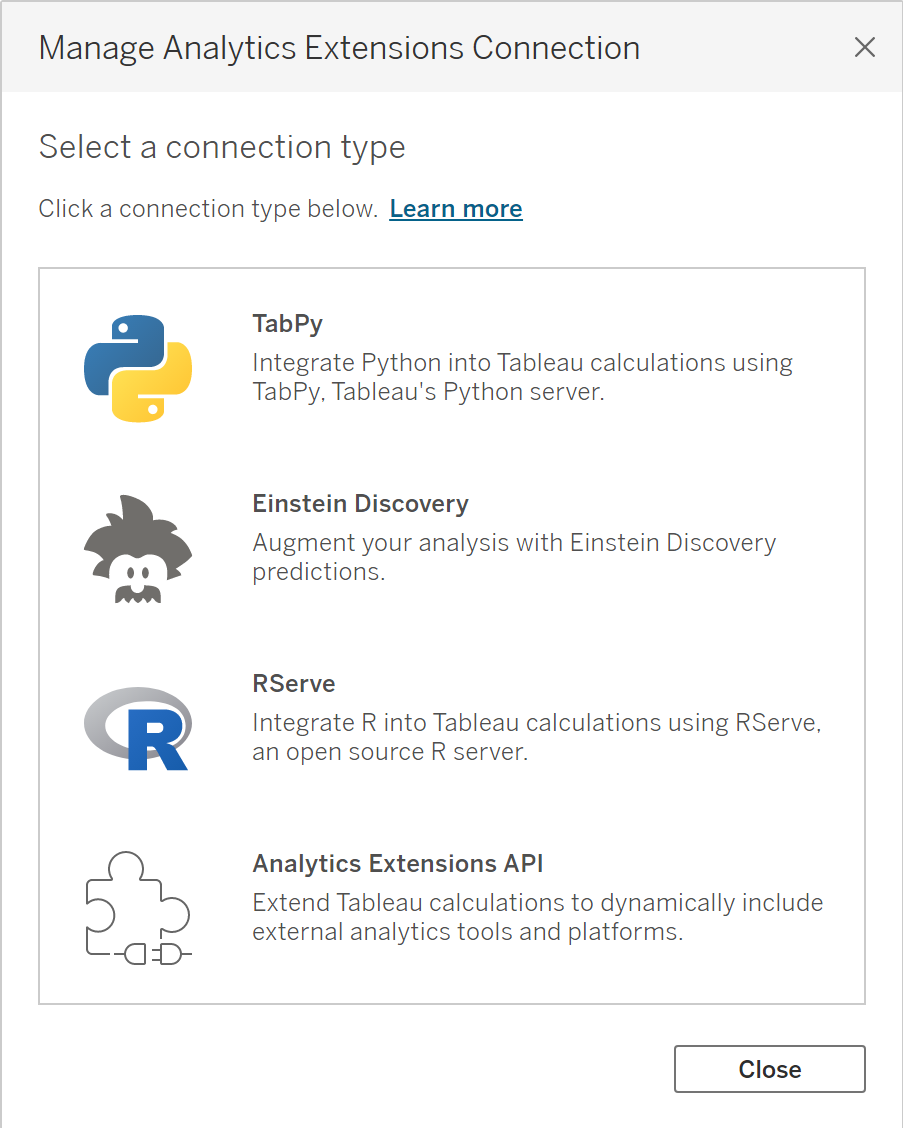 Manage Analytics Extensions Connection
Select a connection type
Click a connection type below. Learn more
TabPy
Integrate Python into Tableau calculations using
TabPy, Tableau's Python server.
Einstein Discovery
Augment your analysis with Einstein Discovery
predictions.
RServe
Integrate R into Tableau calculations using RServe,
an open source R server.
R
Analytics Extensions API
Extend Tableau calculations to dynamically include
external analytics tools and platforms.
Close